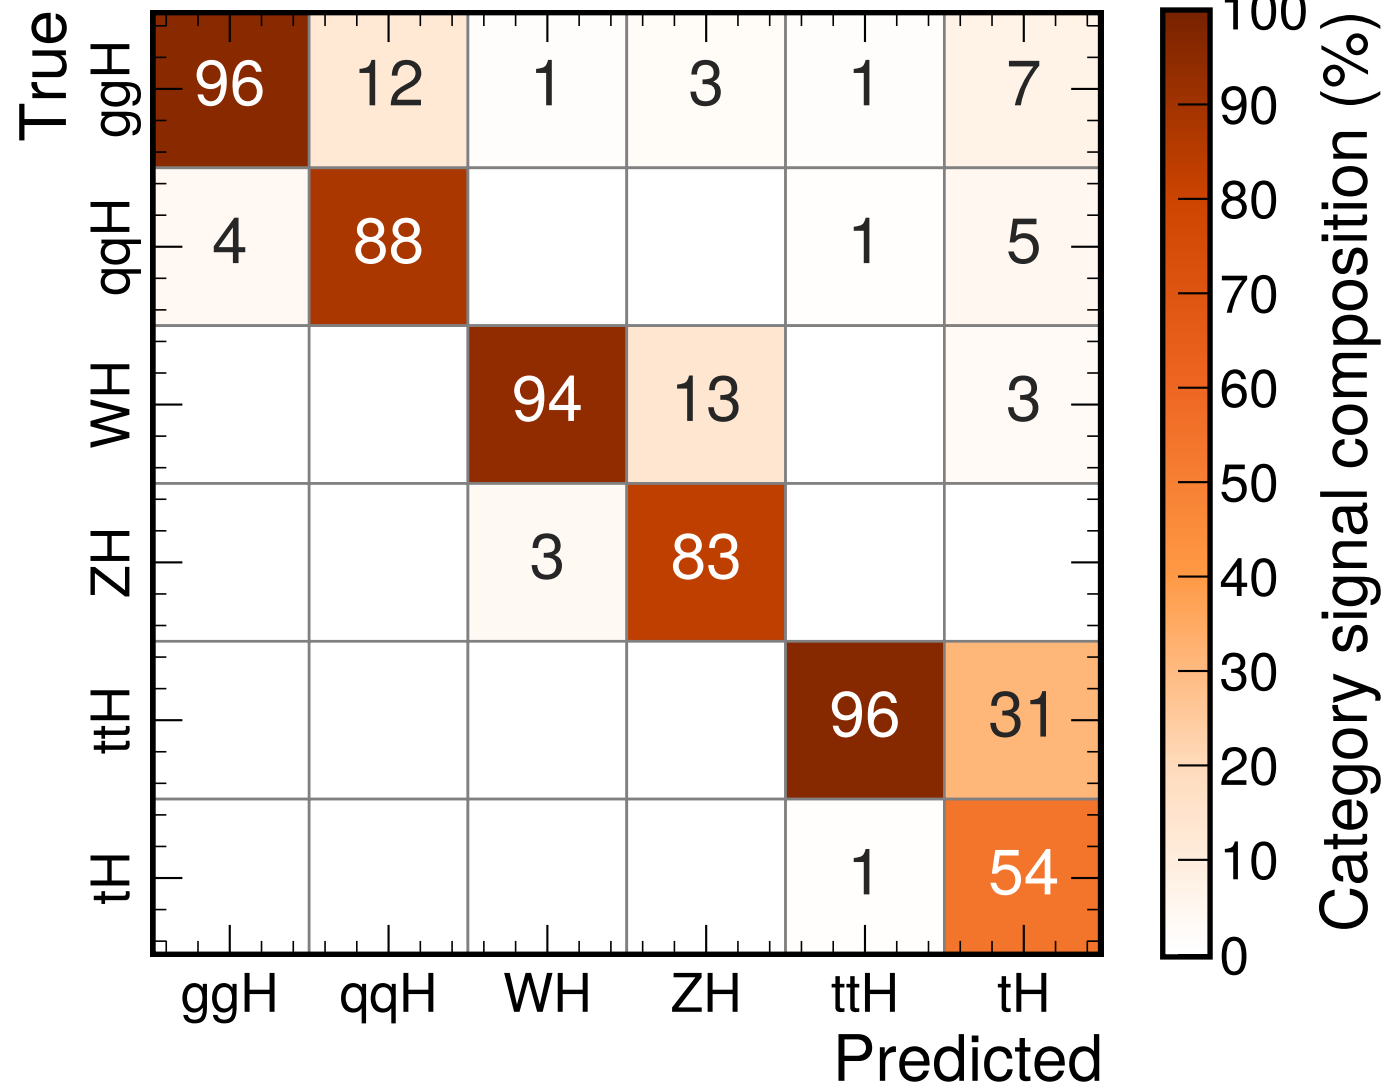 True
ggH 96 12 1 3 1 7
qqH 4 88 1 5
WH 94 13 3
ZH 3 83
ttH 96 31
tH 1 54
ggH qqH WH ZH ttH tH
Predicted
100
90
80
70
60
50
40
30
20
10
0
Category signal composition (%)